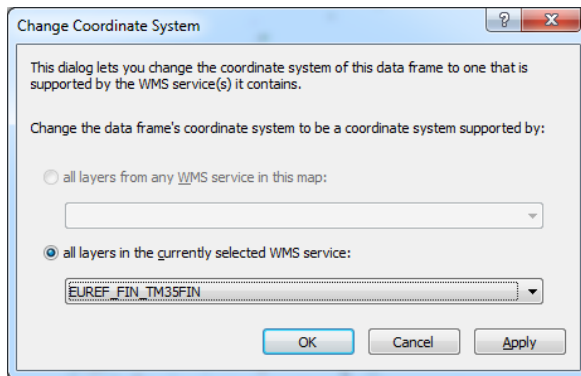 Change Coordinate System
This dialog lets you change the coordinate system of this data frame to one that is
supported by the WMS service(s) it contains.
Change the data frame's coordinate system to be a coordinate system supported by:
all layers from any WMS service in this map:
all layers in the currently selected WMS service:
EUREF_FIN_TM35FIN
OK Cancel Apply